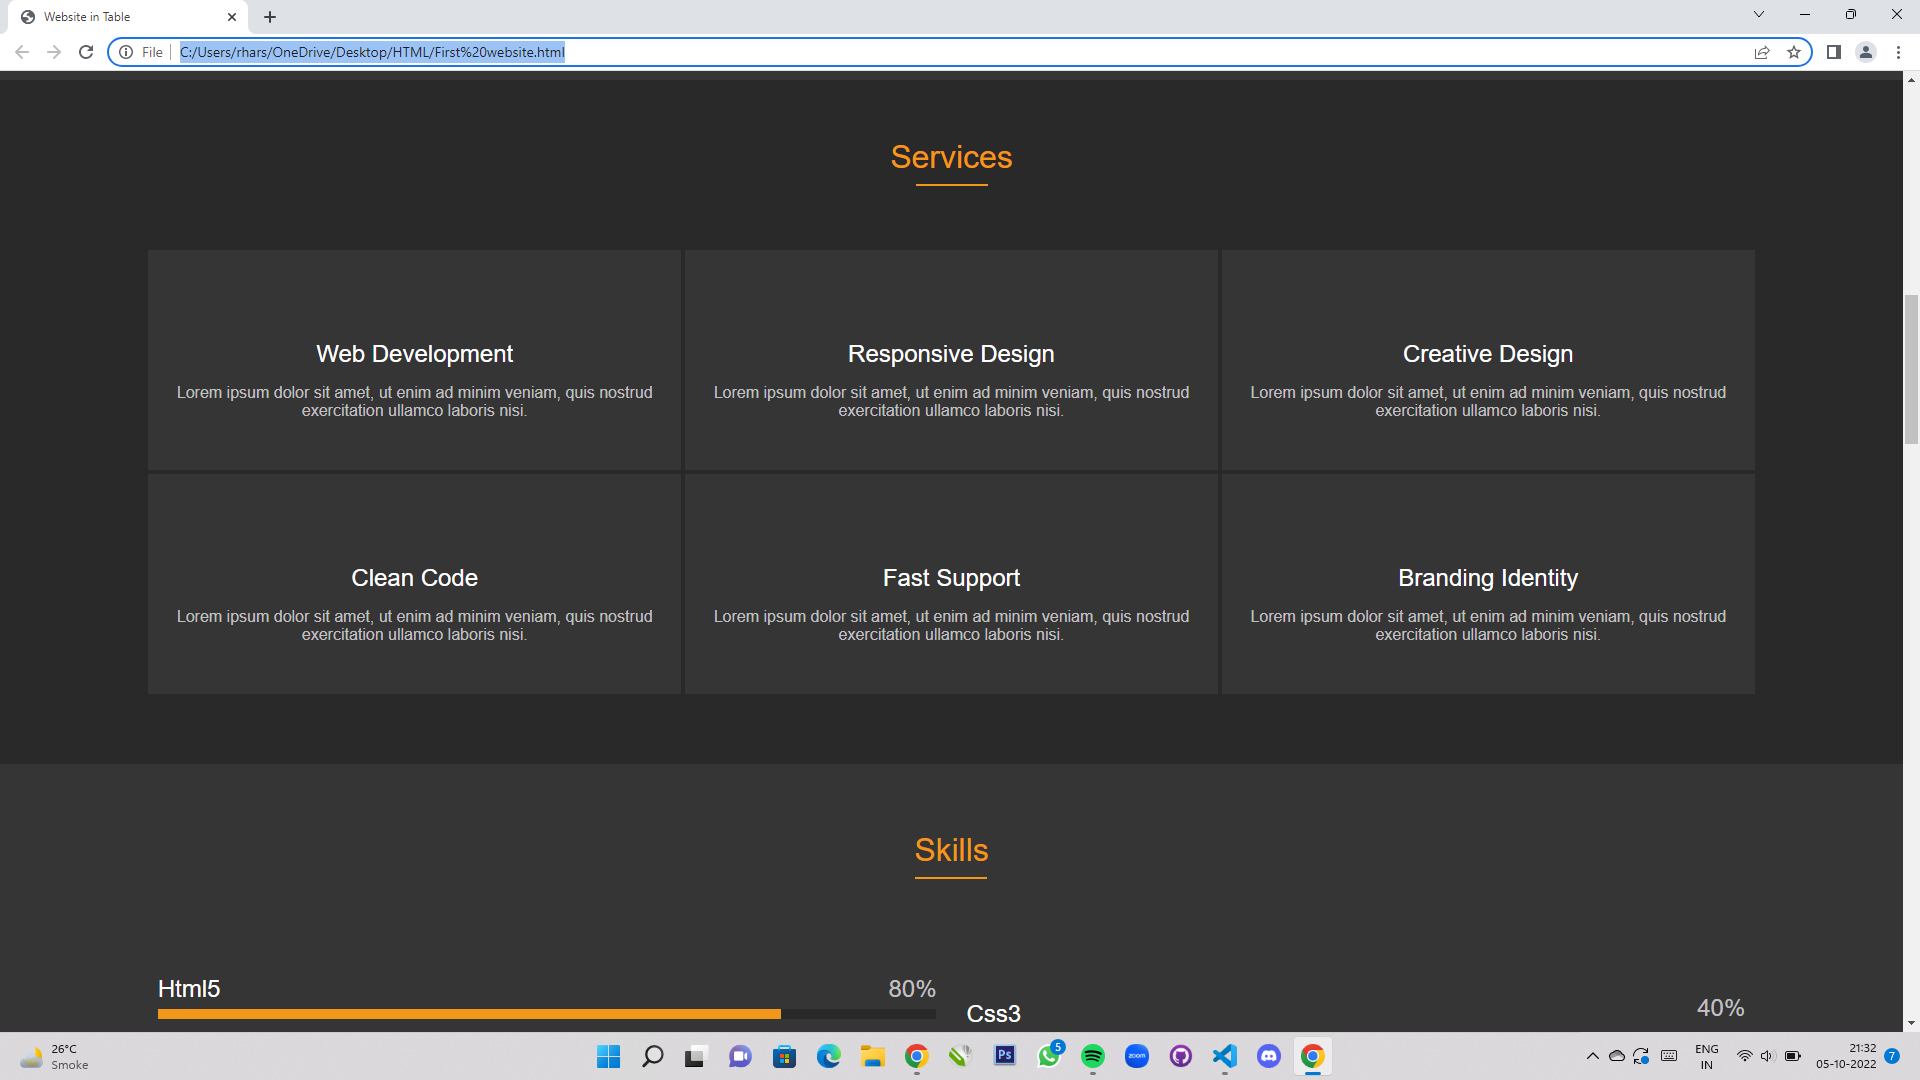 Website in Table
File
C:/Users/rhars/OneDrive/Desktop/HTML/First%20website.html
Services
Web Development
Lorem ipsum dolor sit amet, ut enim ad minim veniam, quis nostrud
exercitation ullamco laboris nisi.
Responsive Design
Lorem ipsum dolor sit amet, ut enim ad minim veniam, quis nostrud
exercitation ullamco laboris nisi.
Creative Design
Lorem ipsum dolor sit amet, ut enim ad minim veniam, quis nostrud
exercitation ullamco laboris nisi.
Clean Code
Lorem ipsum dolor sit amet, ut enim ad minim veniam, quis nostrud
exercitation ullamco laboris nisi.
Fast Support
Lorem ipsum dolor sit amet, ut enim ad minim veniam, quis nostrud
exercitation ullamco laboris nisi.
Branding Identity
Lorem ipsum dolor sit amet, ut enim ad minim veniam, quis nostrud
exercitation ullamco laboris nisi.
Skills
Html5
80%
Css3
40%
26°C
Smoke
Ps
5
zoom
ENG
IN
21:32
05-10-2022
7